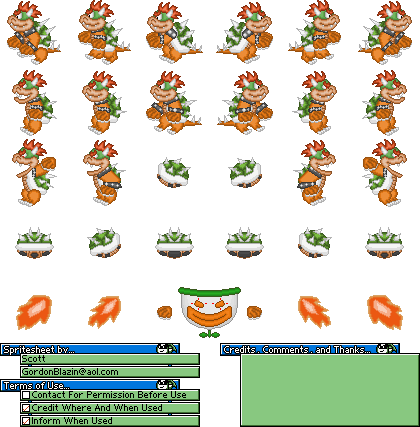 Spritesheet by...
Scott
GordonBlazin@aol.com
Terms of Use...
Contact For Permission Before Use
Credit Where And When Used
Inform When Used
Credits, Comments, and Thanks...